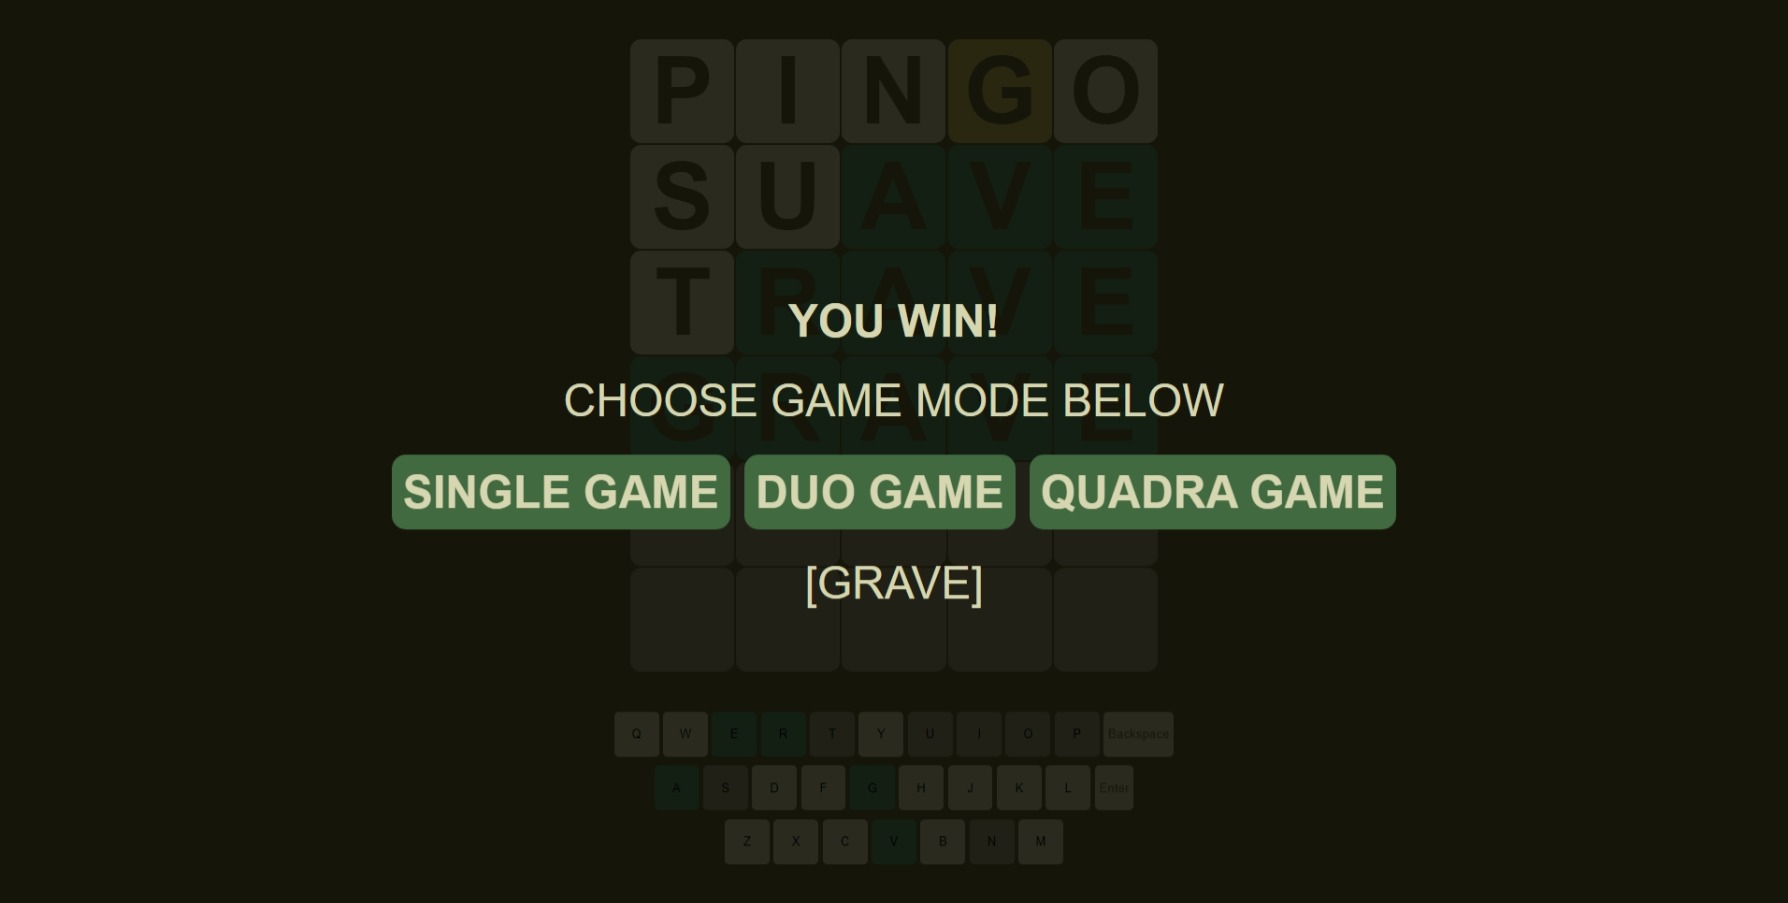 PINGO
SUAVE
TRAVE
GRAVE
YOU WIN!
CHOOSE GAME MODE BELOW
SINGLE GAME DUO GAME QUADRA GAME
[GRAVE]
Q W E R T Y U I O P Backspace
A S D F G H J K L Enter
Z X C V B N M